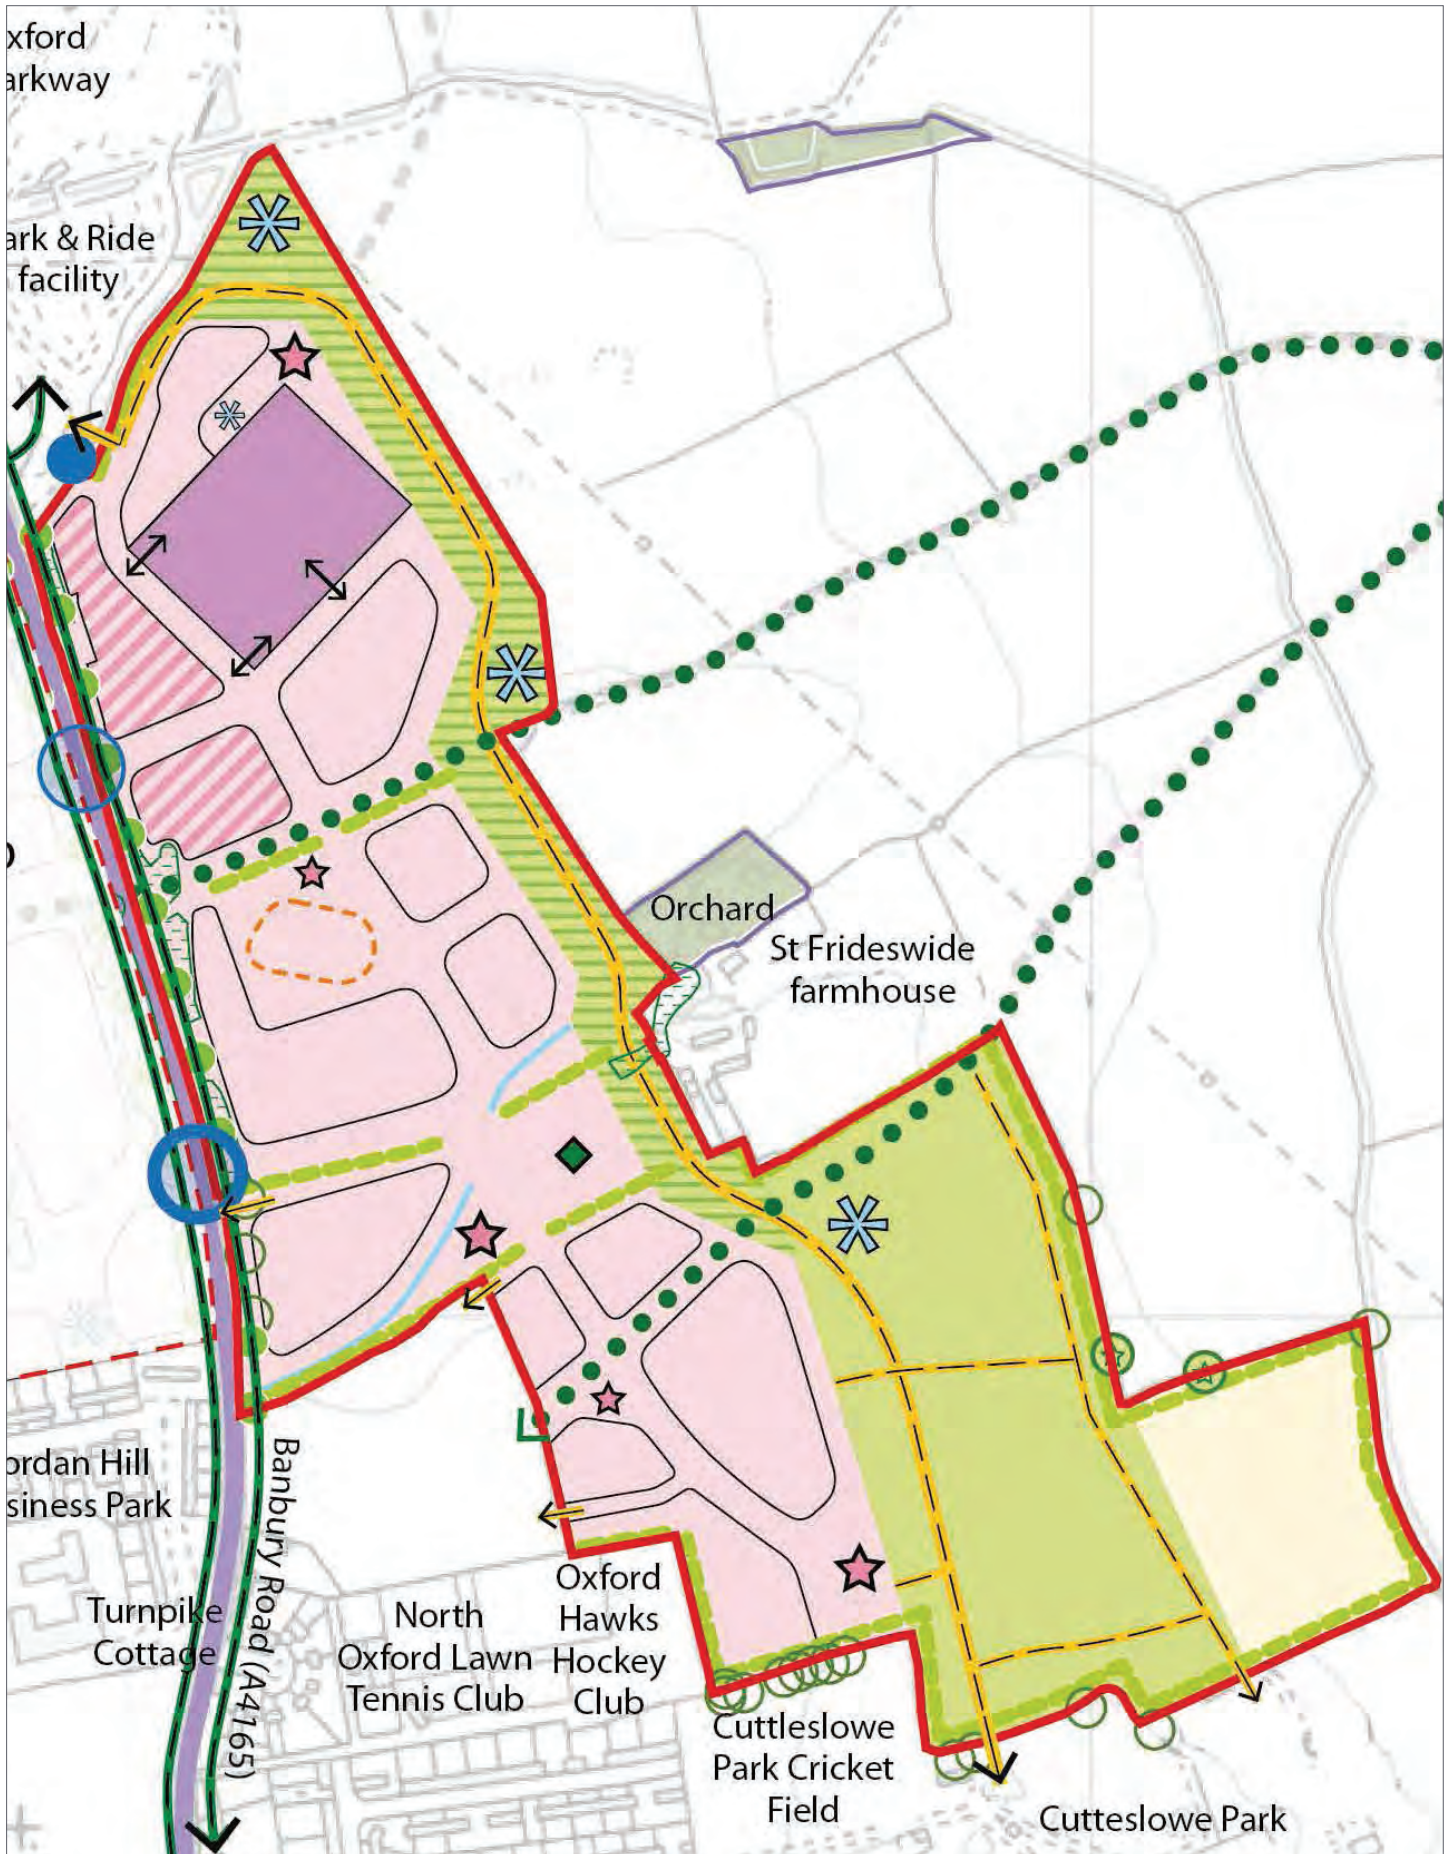 xford
arkway
ark & Ride
facility
Orchard
St Frideswide
farmhouse
ordan Hill
siness Park
Turnpike
Cottage
Banbury Road (A4165)
North
Oxford Lawn
Tennis Club
Oxford
Hawks
Hockey
Club
Cuttleslowe
Park Cricket
Field
Cutteslowe Park